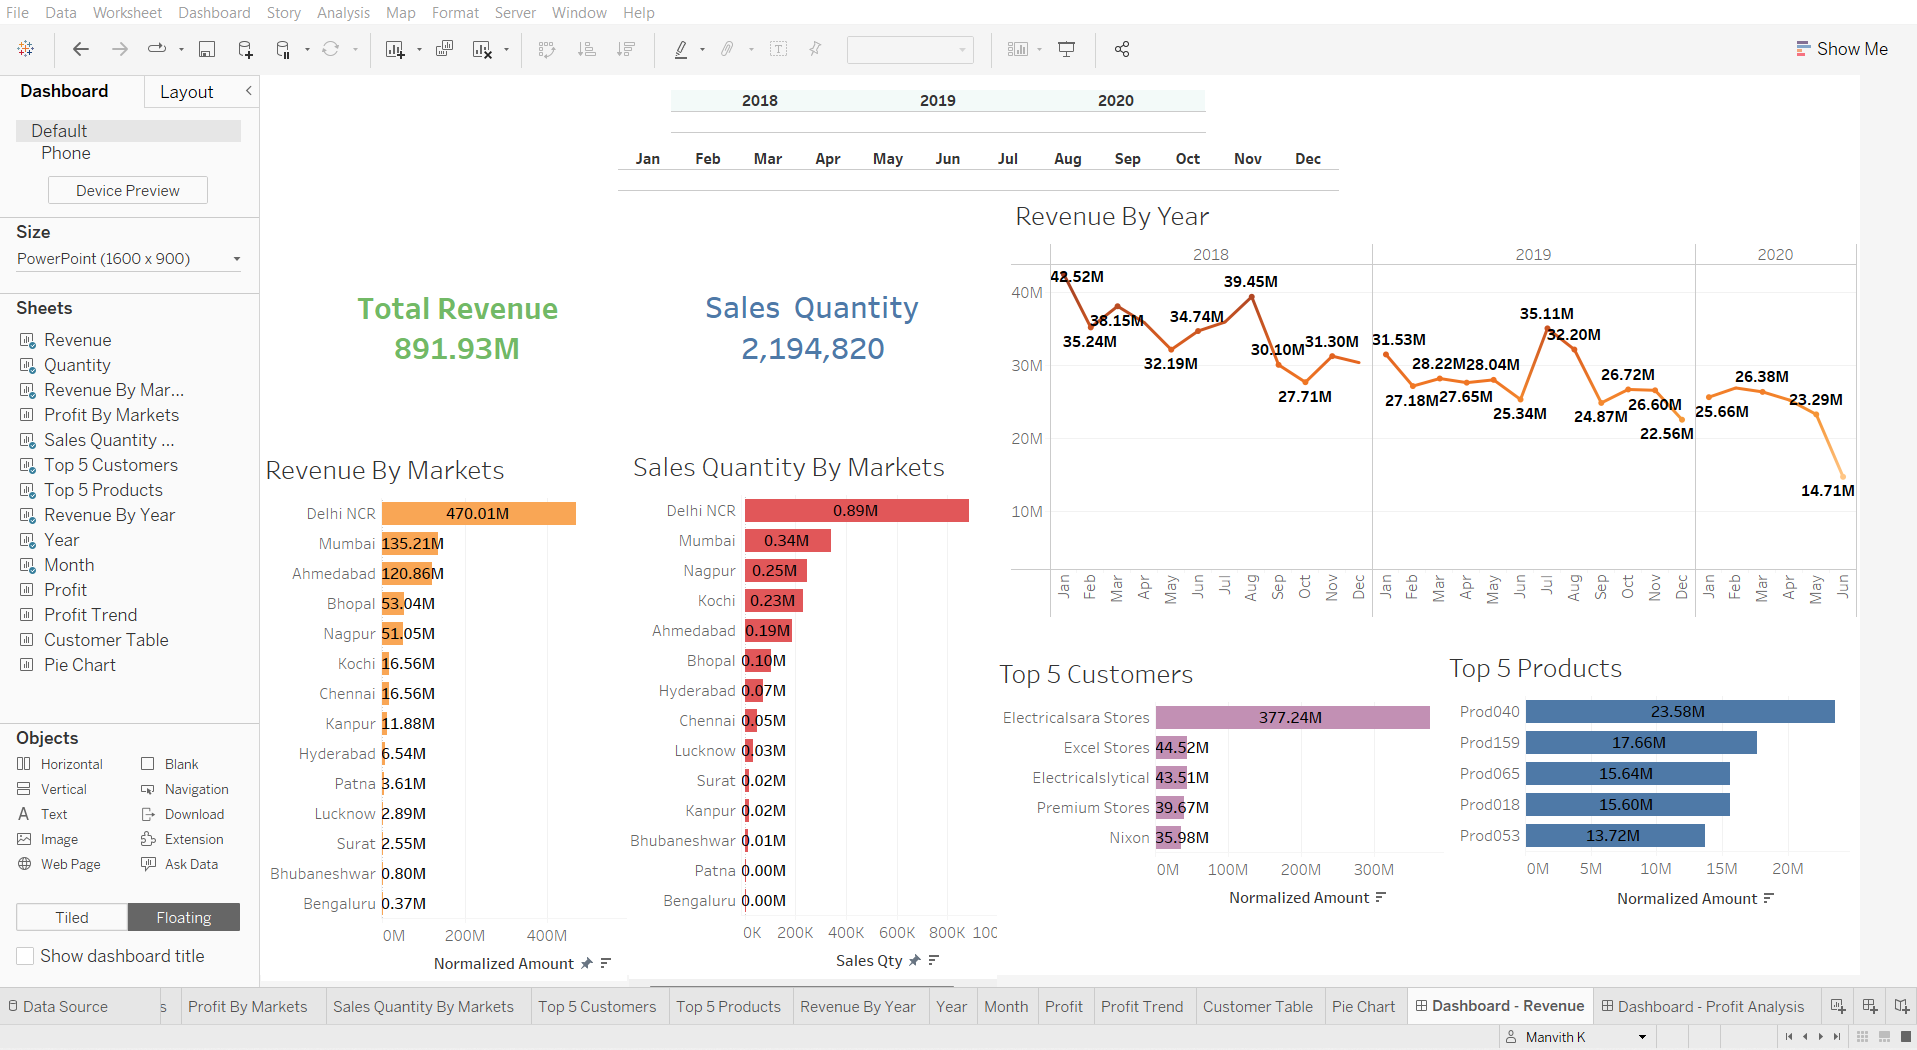 File Data Worksheet Dashboard Story Analysis Map Format Server Window Help
Show Me
Dashboard Layout
Default
Phone
Device Preview
Size
PowerPoint (1600 x 900)
Sheets
Revenue
Quantity
Revenue By Mar...
Profit By Markets
Sales Quantity ...
Top 5 Customers
Top 5 Products
Revenue By Year
Year
Month
Profit
Profit Trend
Customer Table
Pie Chart
Objects
Horizontal Blank
Vertical Navigation
Text Download
Image Extension
Web Page Ask Data
Tiled Floating
Show dashboard title
2018 2019 2020
Jan Feb Mar Apr May Jun Jul Aug Sep Oct Nov Dec
Total Revenue
891.93M
Sales Quantity
2,194,820
Revenue By Year
2018 2019 2020
40M
30M
20M
10M
42.52M
35.24M
38.15M
32.19M
34.74M
39.45M
30.10M
27.71M
31.30M
31.53M
27.18M
28.22M
27.65M
28.04M
25.34M
35.11M
32.20M
24.87M
26.72M
26.60M
22.56M
25.66M
26.38M
23.29M
14.71M
Jan Feb Mar Apr May Jun Jul Aug Sep Oct Nov Dec Jan Feb Mar Apr May Jun Jul Aug Sep Oct Nov Dec Jan Feb Mar Apr May Jun
Revenue By Markets
Delhi NCR 470.01M
Mumbai 135.21M
Ahmedabad 120.86M
Bhopal 53.04M
Nagpur 51.05M
Kochi 16.56M
Chennai 16.56M
Kanpur 11.88M
Hyderabad 6.54M
Patna 3.61M
Lucknow 2.89M
Surat 2.55M
Bhubaneshwar 0.80M
Bengaluru 0.37M
0M 200M 400M
Normalized Amount
Sales Quantity By Markets
Delhi NCR 0.89M
Mumbai 0.34M
Nagpur 0.25M
Kochi 0.23M
Ahmedabad 0.19M
Bhopal 0.10M
Hyderabad 0.07M
Chennai 0.05M
Lucknow 0.03M
Surat 0.02M
Kanpur 0.02M
Bhubaneshwar 0.01M
Patna 0.00M
Bengaluru 0.00M
0K 200K 400K 600K 800K 100
Sales Qty
Top 5 Customers
Electricalsara Stores 377.24M
Excel Stores 44.52M
Electricalslytical 43.51M
Premium Stores 39.67M
Nixon 35.98M
0M 100M 200M 300M
Normalized Amount
Top 5 Products
Prod040 23.58M
Prod159 17.66M
Prod065 15.64M
Prod018 15.60M
Prod053 13.72M
0M 5M 10M 15M 20M
Normalized Amount
Data Source s Profit By Markets Sales Quantity By Markets Top 5 Customers Top 5 Products Revenue By Year Year Month Profit Profit Trend Customer Table Pie Chart Dashboard - Revenue Dashboard - Profit Analysis
Manvith K